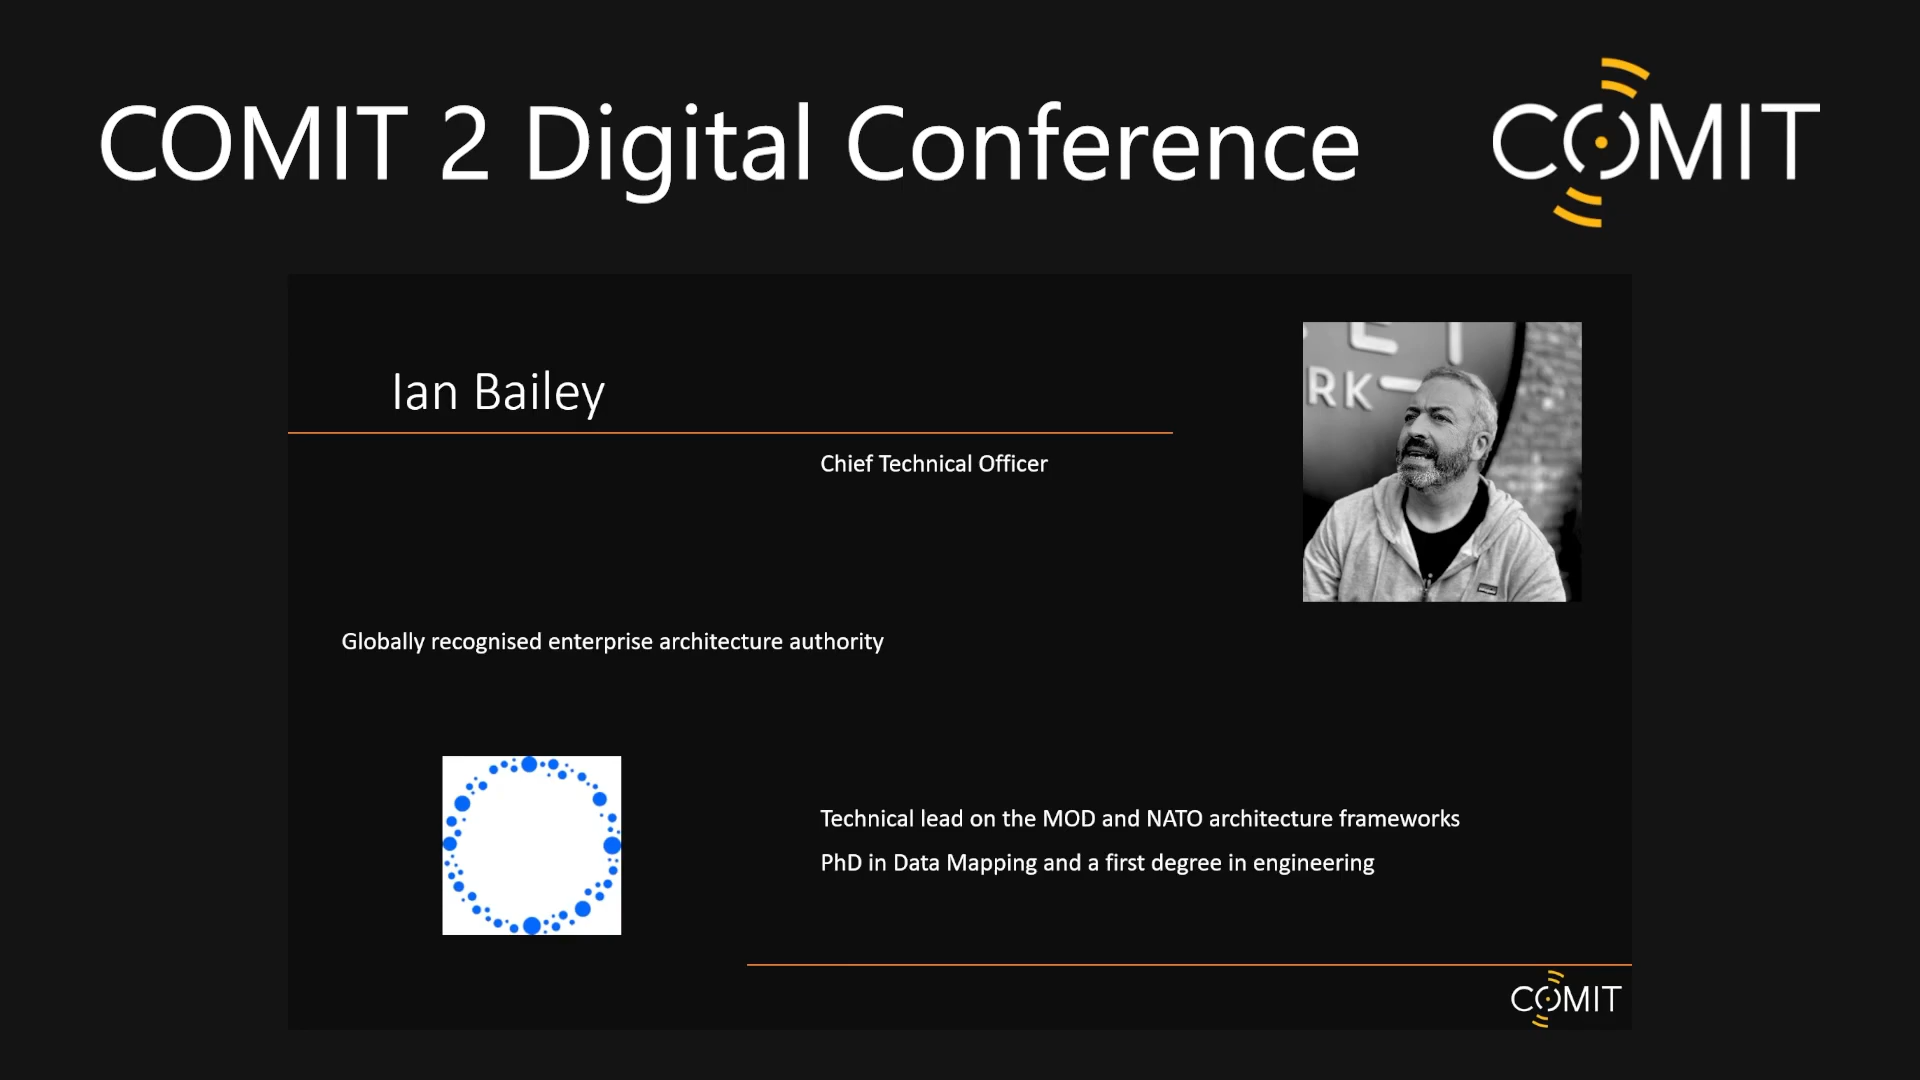 COMIT 2 Digital Conference
COMIT
Ian Bailey
RK
Chief Technical Officer
Globally recognised enterprise architecture authority
Technical lead on the MOD and NATO architecture frameworks
PhD in Data Mapping and a first degree in engineering
COMIT